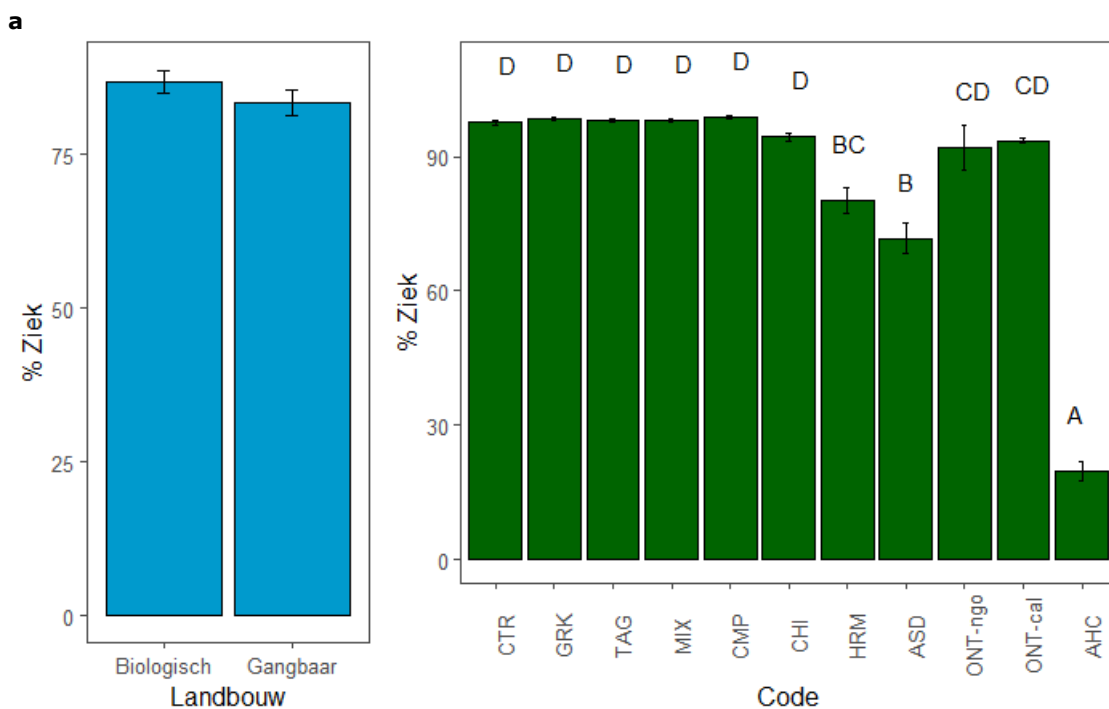 a
% Ziek
75
50
25
0
Biologisch Gangbaar
Landbouw
% Ziek
90
60
30
0
D D D D D D BC B CD CD A
CTR GRK TAG MIX CMP CHI HRM ASD ONT-ngo ONT-cal AHC
Code